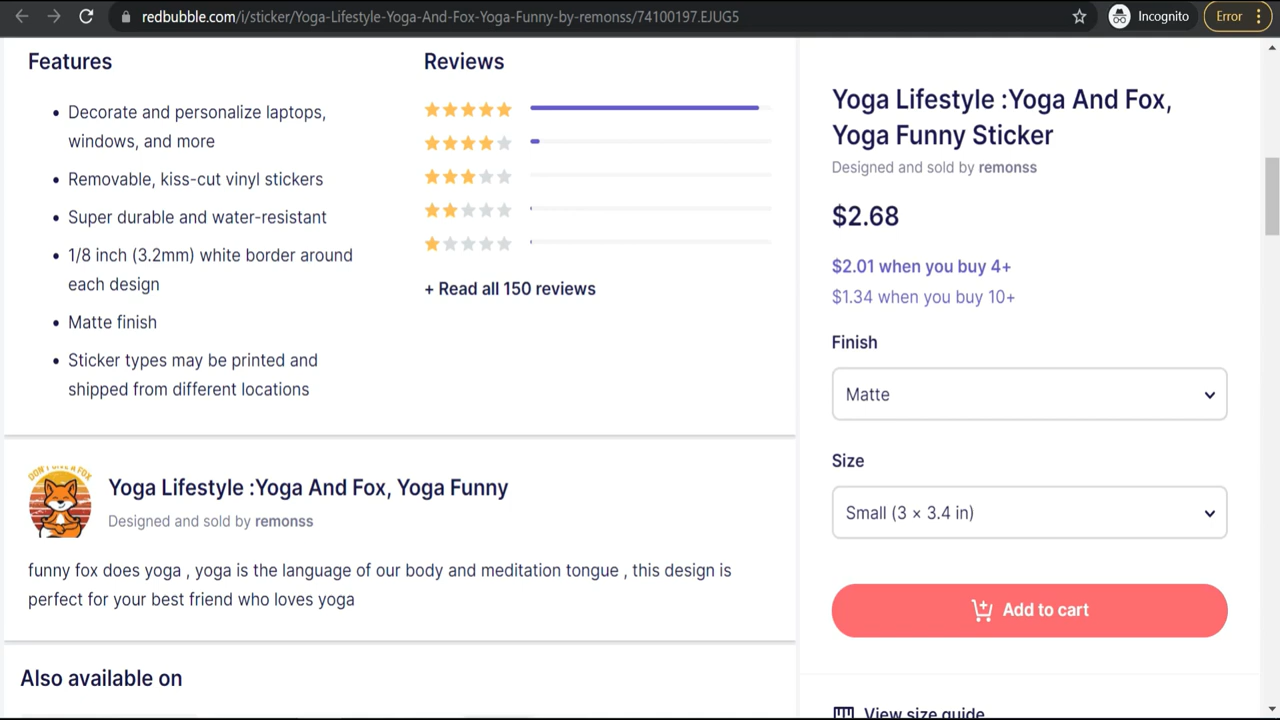 redbubble.com/i/sticker/Yoga-Lifestyle-Yoga-And-Fox-Yoga-Funny-by-remonss/74100197.EJUG5
Incognito
Error
Features
Decorate and personalize laptops,
windows, and more
Removable, kiss-cut vinyl stickers
Super durable and water-resistant
1/8 inch (3.2mm) white border around
each design
Matte finish
Sticker types may be printed and
shipped from different locations
Reviews
+ Read all 150 reviews
DON'T GIVE A FOX
Yoga Lifestyle :Yoga And Fox, Yoga Funny
Designed and sold by remonss
funny fox does yoga , yoga is the language of our body and meditation tongue , this design is
perfect for your best friend who loves yoga
Also available on
Yoga Lifestyle :Yoga And Fox,
Yoga Funny Sticker
Designed and sold by remonss
$2.68
$2.01 when you buy 4+
$1.34 when you buy 10+
Finish
Matte
Size
Small (3 × 3.4 in)
Add to cart
View size guide